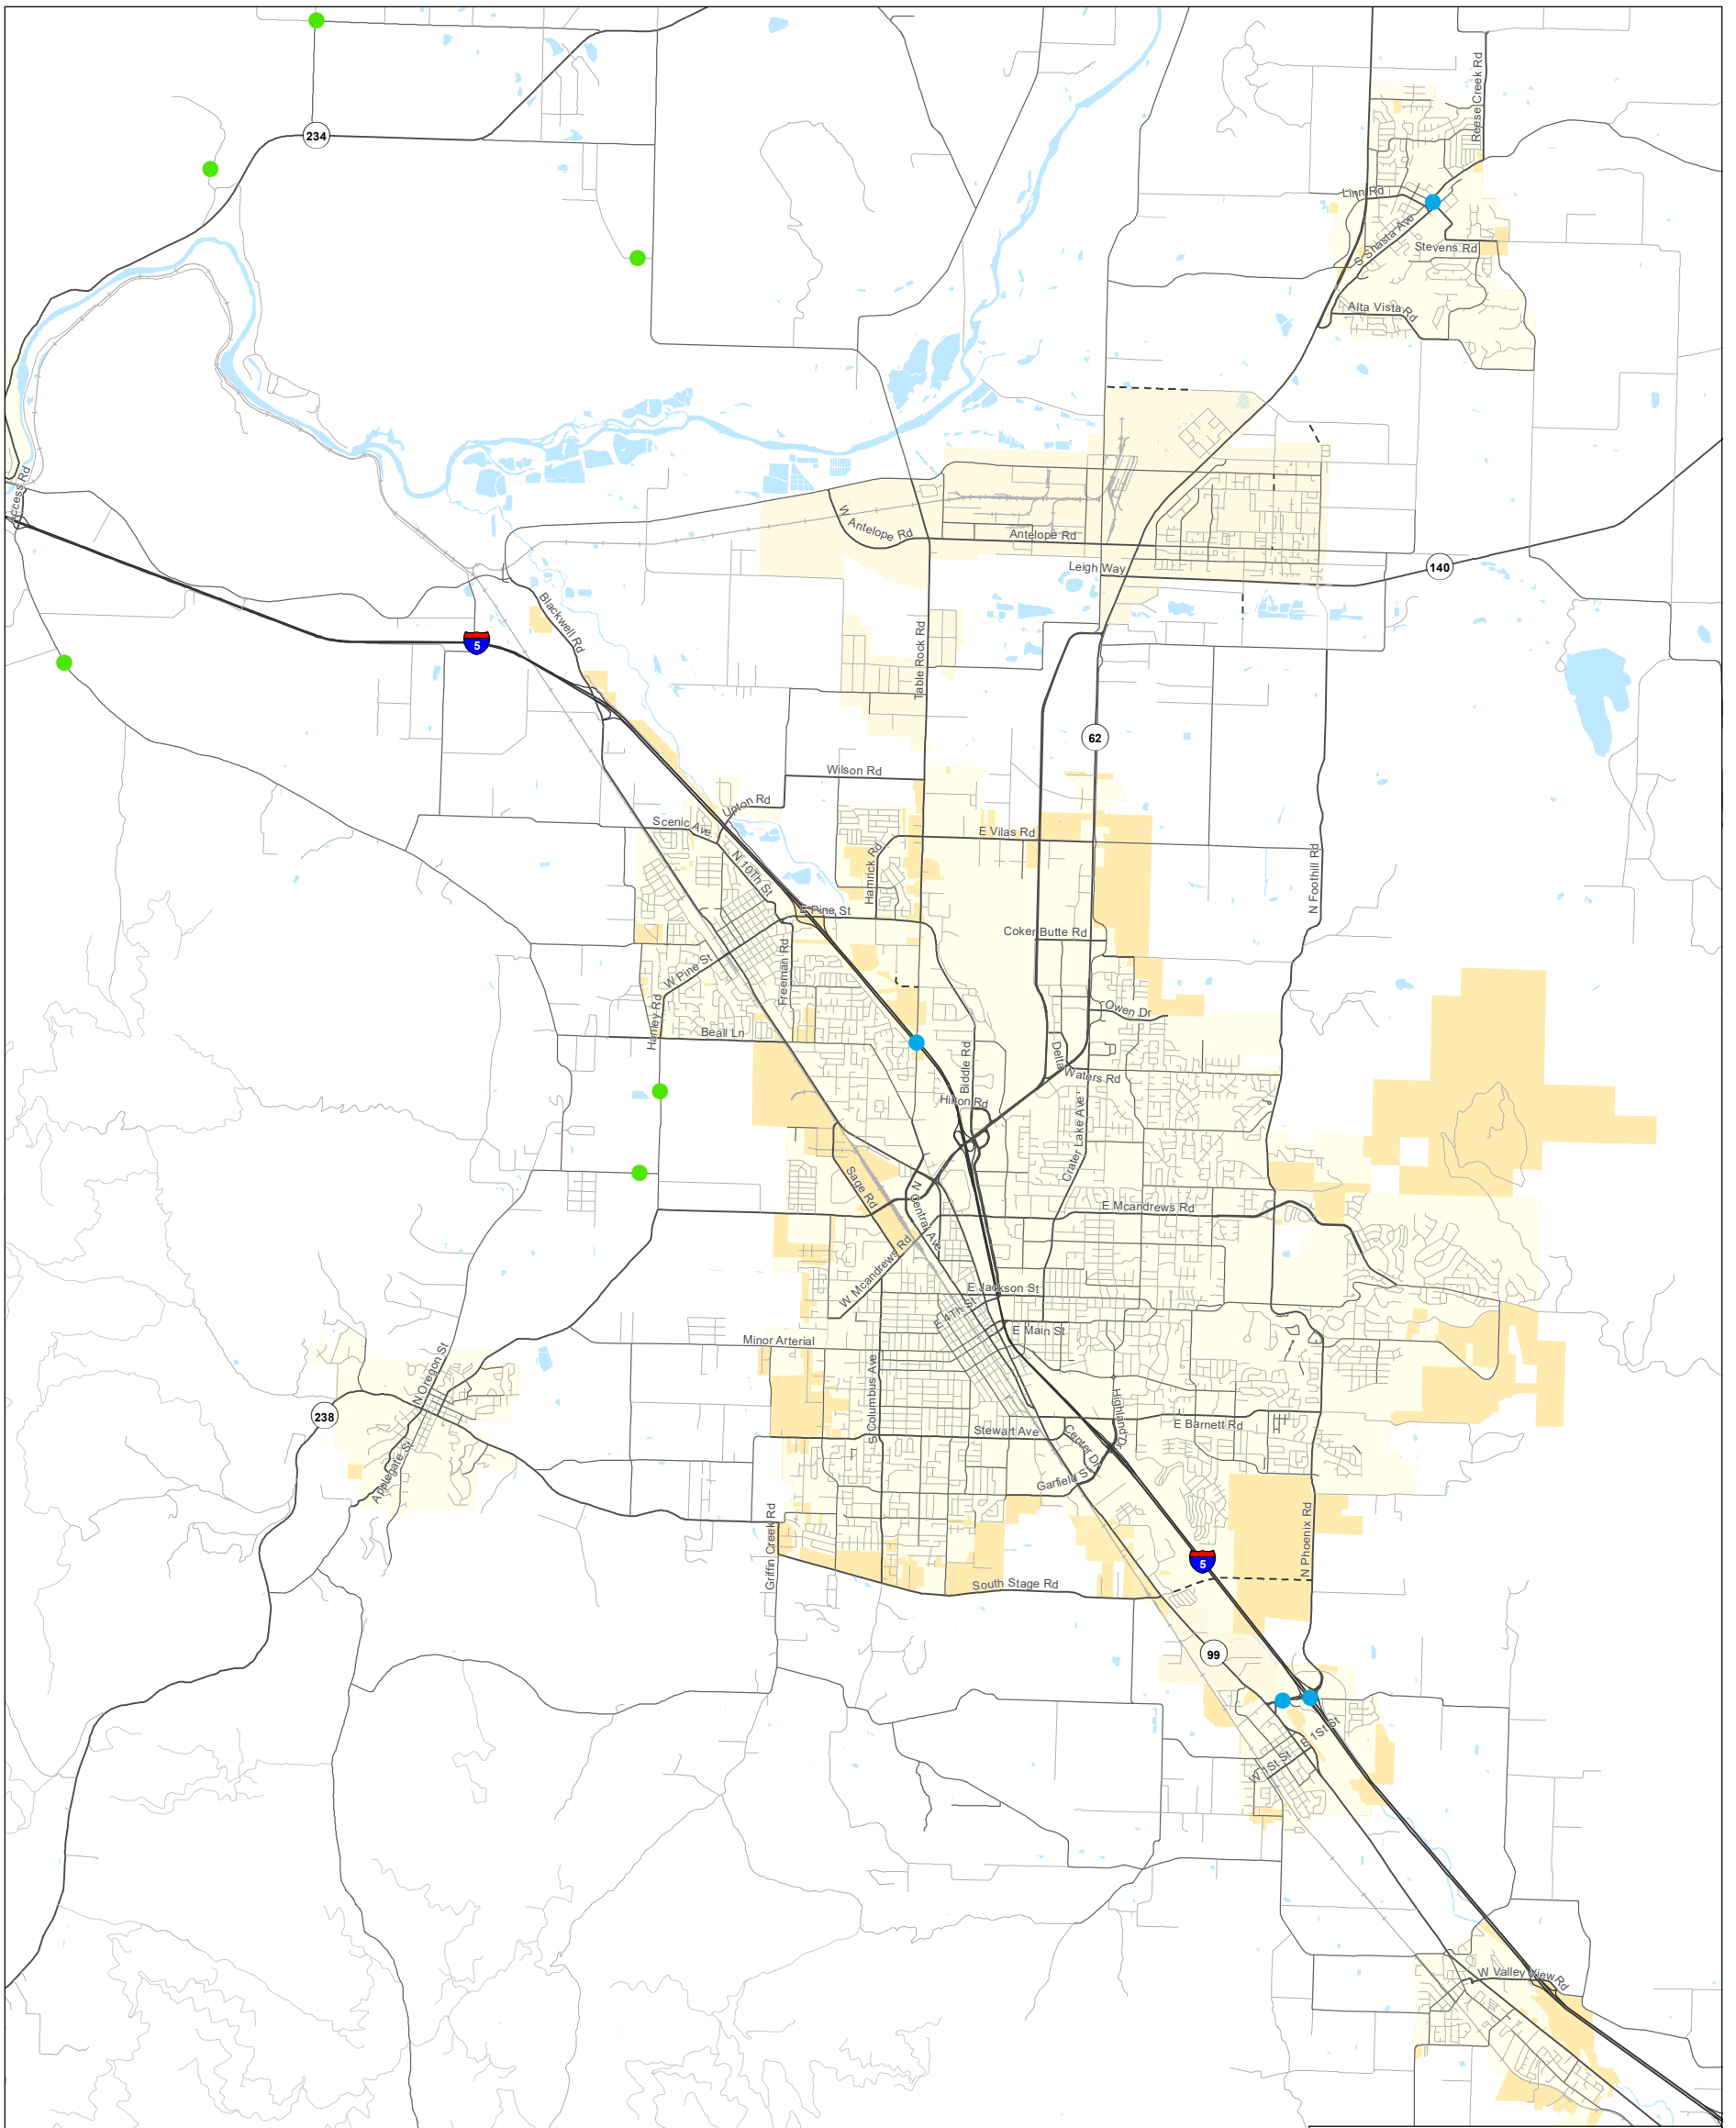 Reese Creek Rd
234
Linn Rd
S Shasta Ave
Stevens Rd
Alta Vista Rd
ccess Rd
W Antelope Rd
Antelope Rd
Leigh Way
140
Blackwell Rd
5
Table Rock Rd
62
Wilson Rd
Upton Rd
Scenic Ave
E Vilas Rd
N 10Th St
Hamrick Rd
N Foothill Rd
E Pine St
Coker Butte Rd
Freeman Rd
W Pine St
Hanley Rd
Owen Dr
Beall Ln
Biddle Rd
Delta Waters Rd
Hilton Rd
Crater Lake Ave
Sage Rd
N Central Ave
E Mcandrews Rd
W Mcandrews Rd
E Jackson St
E 4Th St
E Main St
Minor Arterial
N Oregon St
S Columbus Ave
Highland Dr
238
E Barnett Rd
Stewart Ave
Center Dr
Applegate St
Garfield St
Griffin Creek Rd
N Phoenix Rd
5
South Stage Rd
99
E 1St St
W 1St St
W Valley View Rd